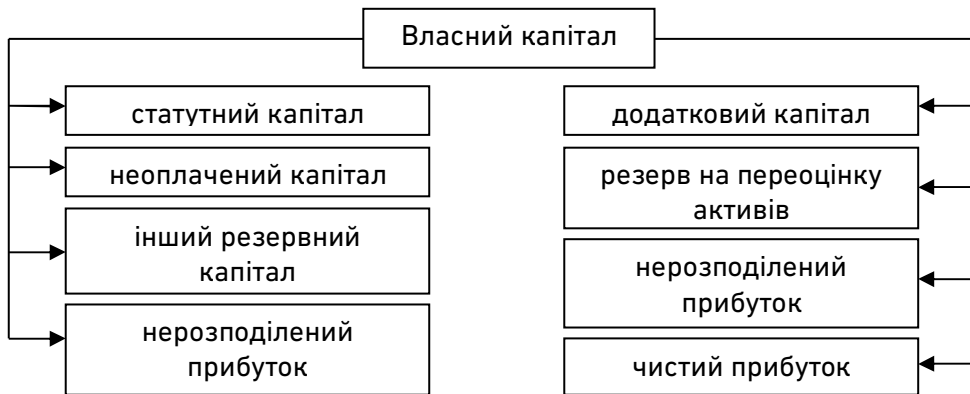 Власний капітал
статутний капітал
неоплачений капітал
інший резервний
капітал
нерозподілений
прибуток
додатковий капітал
резерв на переоцінку
активів
нерозподілений
прибуток
чистий прибуток